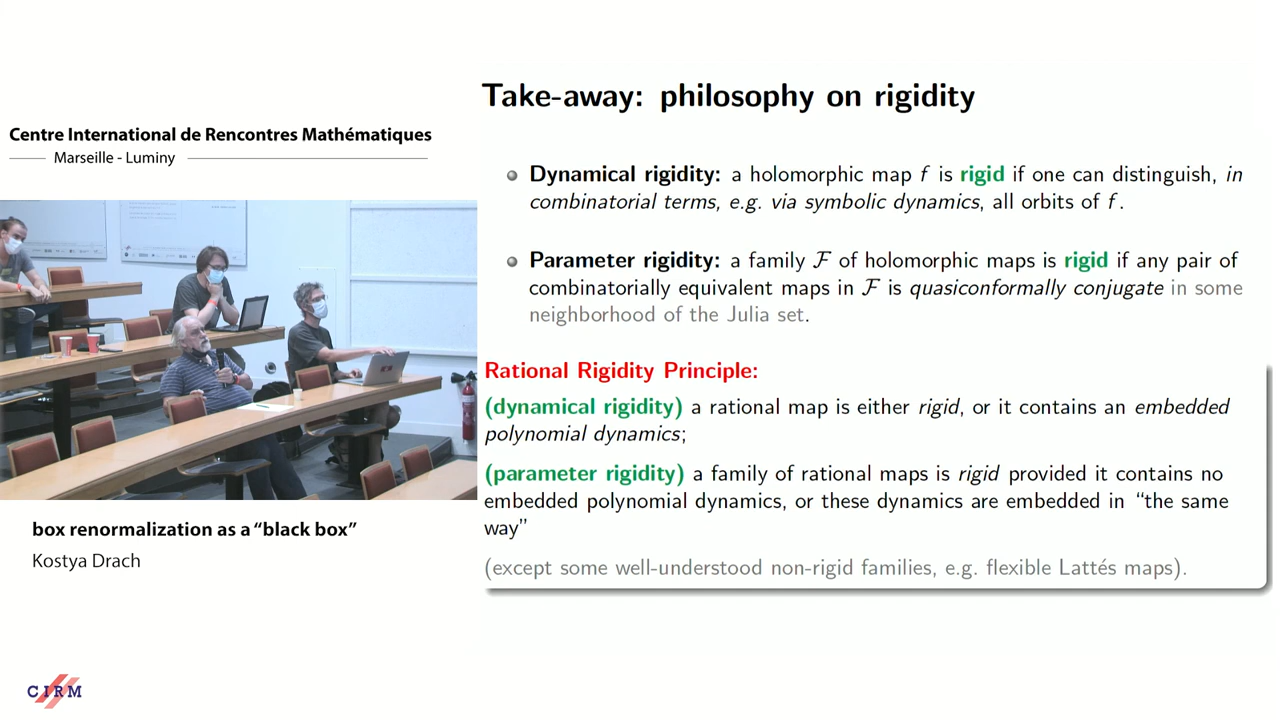 Centre International de Rencontres Mathématiques
Marseille - Luminy
box renormalization as a “black box”
Kostya Drach
CIRM
Take-away: philosophy on rigidity
Dynamical rigidity: a holomorphic map f is rigid if one can distinguish, in
combinatorial terms, e.g. via symbolic dynamics, all orbits of f.
Parameter rigidity: a family F of holomorphic maps is rigid if any pair of
combinatorially equivalent maps in F is quasiconformally conjugate in some
neighborhood of the Julia set.
Rational Rigidity Principle:
(dynamical rigidity) a rational map is either rigid, or it contains an embedded
polynomial dynamics;
(parameter rigidity) a family of rational maps is rigid provided it contains no
embedded polynomial dynamics, or these dynamics are embedded in “the same
way”
(except some well-understood non-rigid families, e.g. flexible Lattés maps).